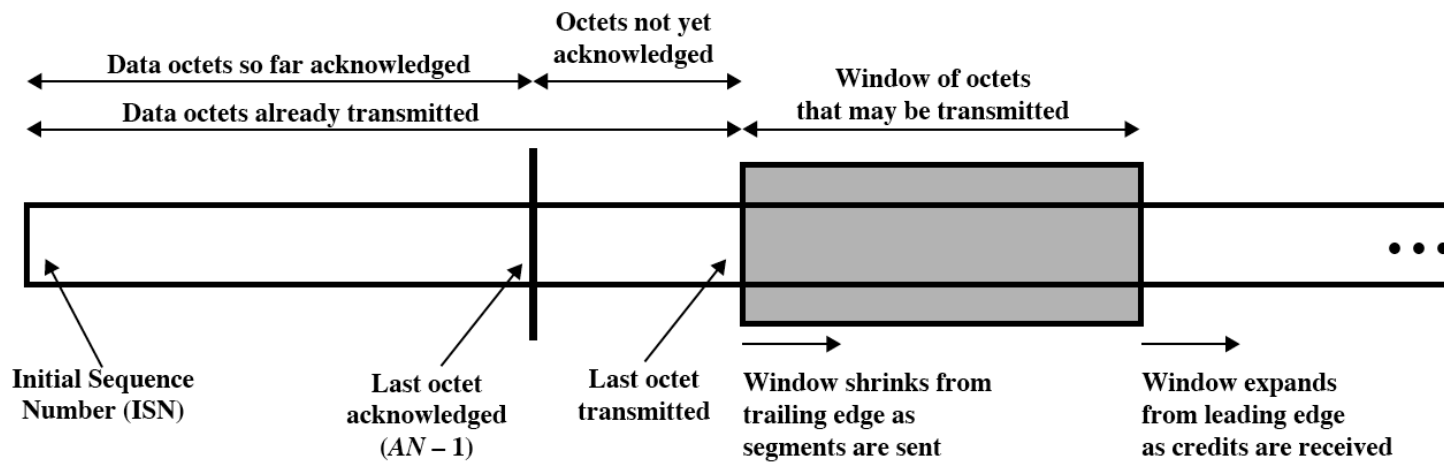 Octets not yet
acknowledged
Data octets so far acknowledged
Window of octets
that may be transmitted
Data octets already transmitted
Initial Sequence
Number (ISN)
Last octet
acknowledged
(AN – 1)
Last octet
transmitted
Window shrinks from
trailing edge as
segments are sent
Window expands
from leading edge
as credits are received